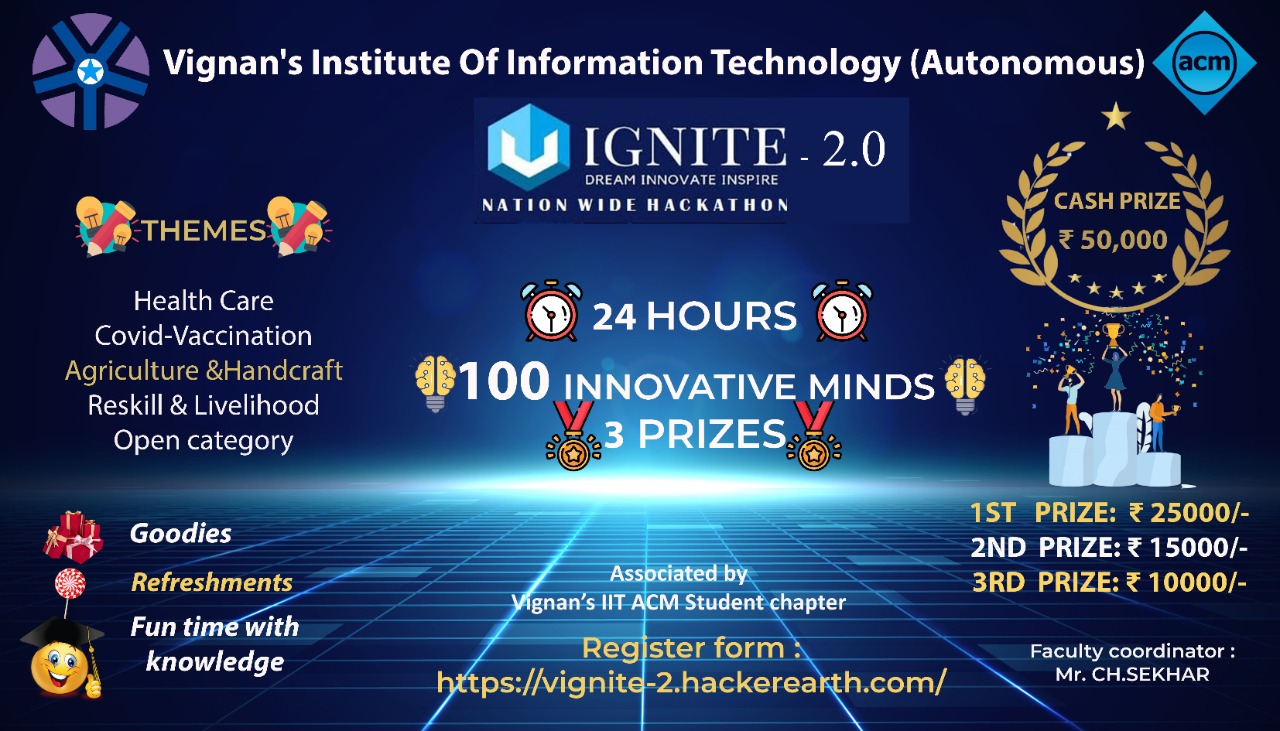 Vignan's Institute Of Information Technology (Autonomous)
acm
IGNITE - 2.0
DREAM INNOVATE INSPIRE
NATION WIDE HACKATHON
THEMES
Health Care
Covid-Vaccination
Agriculture &Handcraft
Reskill & Livelihood
Open category
24 HOURS
100 INNOVATIVE MINDS
3 PRIZES
CASH PRIZE
₹ 50,000
1ST PRIZE: ₹ 25000/-
2ND PRIZE: ₹ 15000/-
3RD PRIZE: ₹ 10000/-
Goodies
Refreshments
Fun time with
knowledge
Associated by
Vignan’s IIT ACM Student chapter
Register form :
https://vignite-2.hackerearth.com/
Faculty coordinator :
Mr. CH.SEKHAR